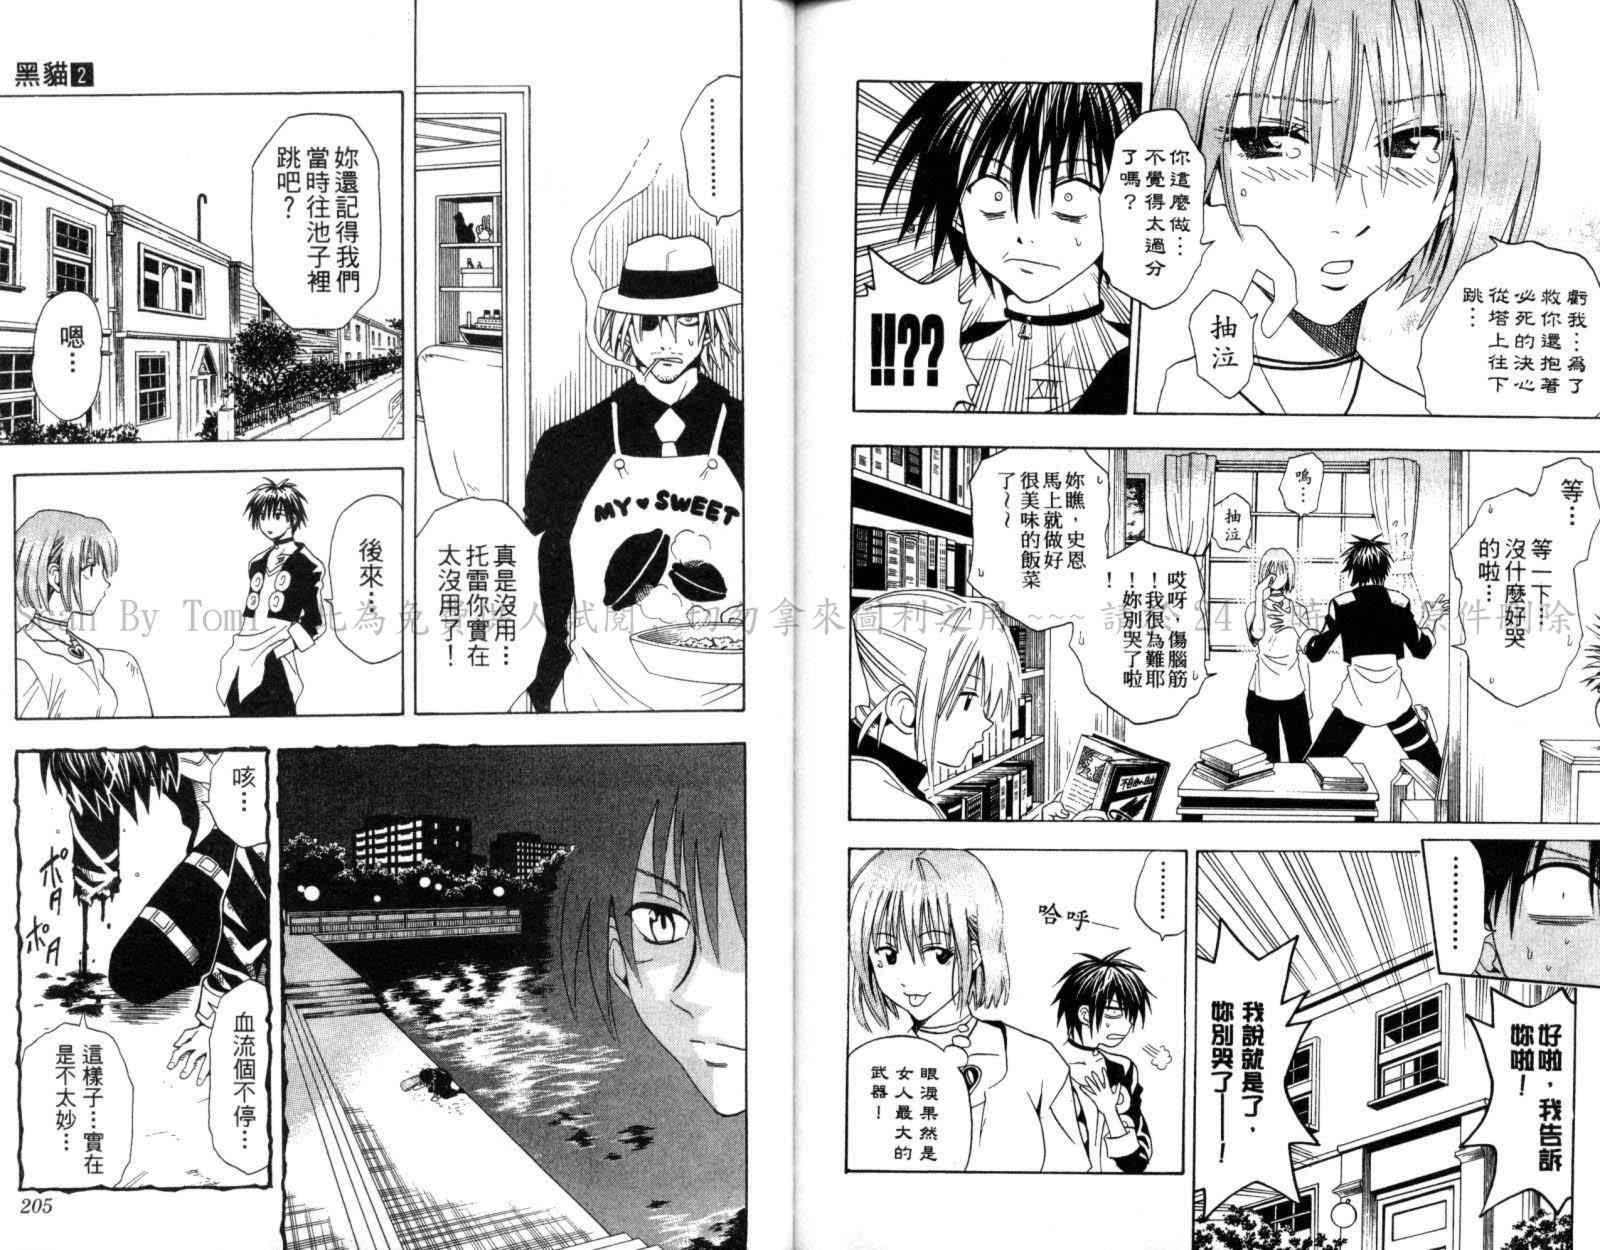 虧我…為了
救你還抱著
必死的決心
從塔上往下
跳…
抽泣
你這麼做…
不覺得太過分
了嗎？
!!??
等…
等一下
沒什麼好哭
的啦…
嗚…
抽泣
哎呀，傷腦筋
！我很為難耶
！妳別哭了啦
！
妳瞧，史恩
馬上就做好
很美味的飯菜
了～～
………
好啦，我告訴
妳啦！
我說就是了，
妳別哭了──！
………
哈呼
眼淚果然是
女人最大的
武器！
黑貓2
………
MY♥SWEET
真是沒用…
托雷你實在
太沒用了！
妳還記得我們
當時往池子裡
跳吧？
嗯…
後來…
咳…
ポタ
ポタ
血流個不停…
這樣子…實在
是不太妙…
205
Scan By Tom